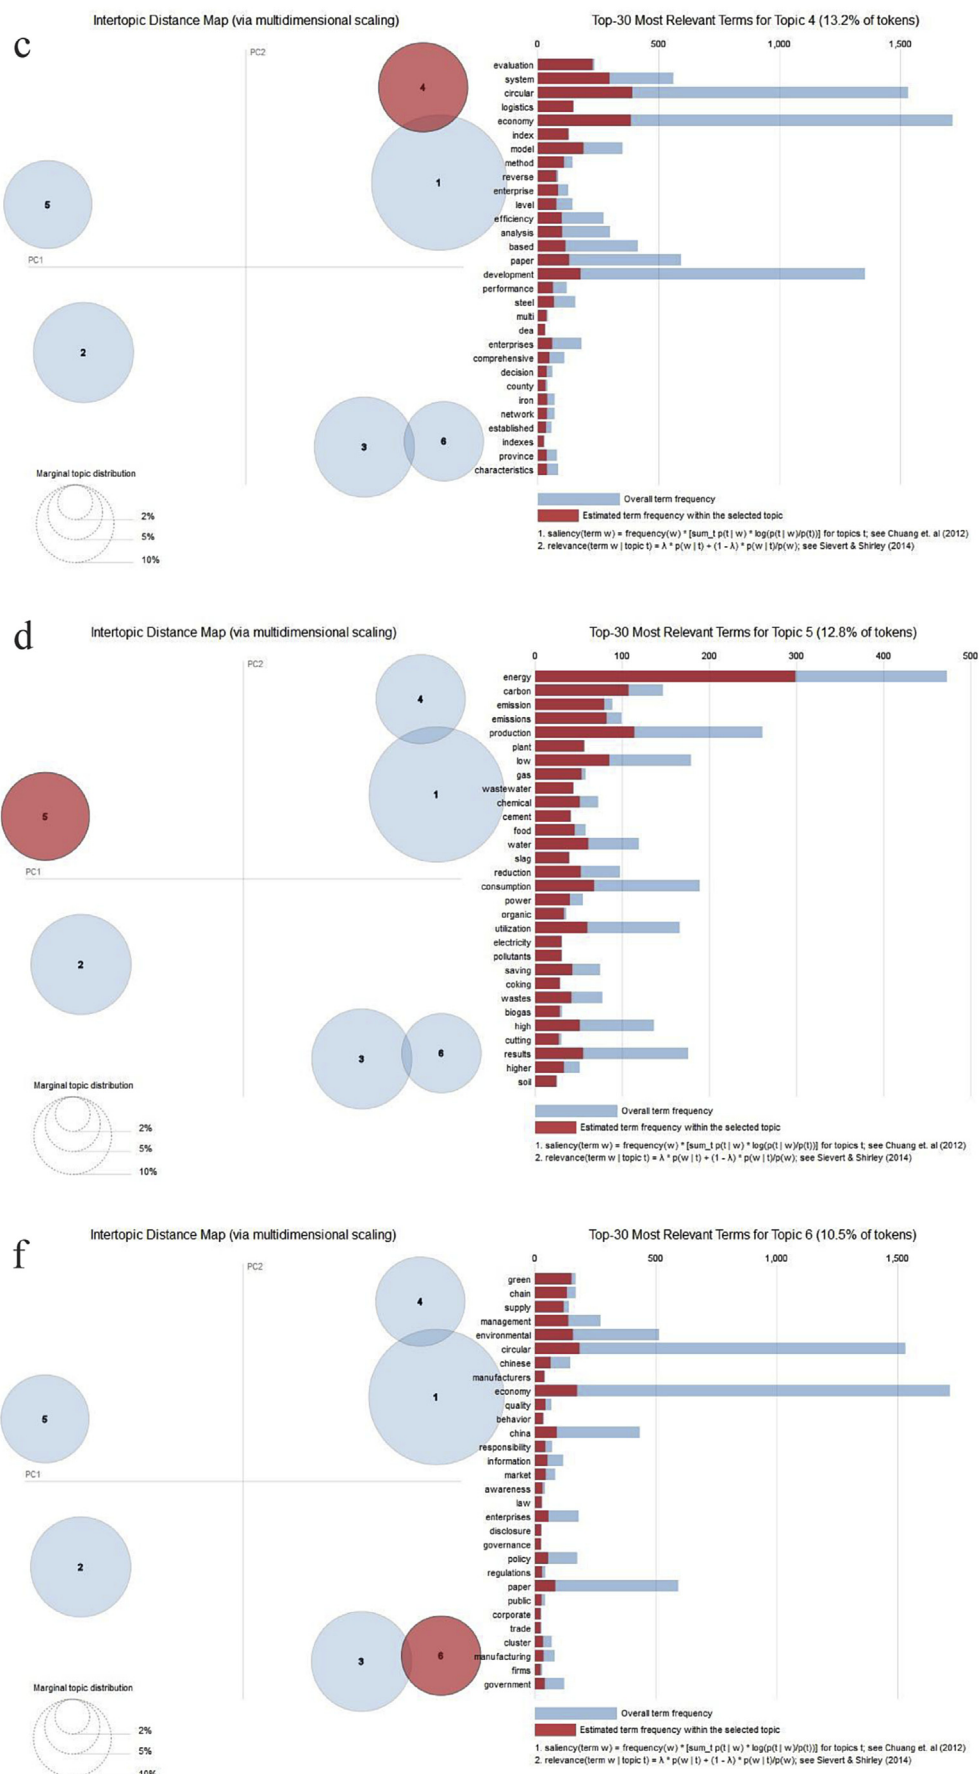 c
Intertopic Distance Map (via multidimensional scaling)
PC2
4
1
5
PC1
2
3
6
Marginal topic distribution
2%
5%
10%
Top-30 Most Relevant Terms for Topic 4 (13.2% of tokens)
0 500 1,000 1,500
evaluation
system
circular
logistics
economy
index
model
method
reverse
enterprise
level
efficiency
analysis
based
paper
development
performance
steel
multi
dea
enterprises
comprehensive
decision
county
iron
network
established
indexes
province
characteristics
Overall term frequency
Estimated term frequency within the selected topic
1. saliency(term w) = frequency(w) * [sum_t p(t | w) * log(p(t | w)/p(t))] for topics t; see Chuang et. al (2012)
2. relevance(term w | topic t) = λ * p(w | t) + (1 - λ) * p(w | t)/p(w); see Sievert & Shirley (2014)
d
Intertopic Distance Map (via multidimensional scaling)
PC2
4
1
5
PC1
2
3
6
Marginal topic distribution
2%
5%
10%
Top-30 Most Relevant Terms for Topic 5 (12.8% of tokens)
0 100 200 300 400 500
energy
carbon
emission
emissions
production
plant
low
gas
wastewater
chemical
cement
food
water
slag
reduction
consumption
power
organic
utilization
electricity
pollutants
saving
coking
wastes
biogas
high
cutting
results
higher
soil
Overall term frequency
Estimated term frequency within the selected topic
1. saliency(term w) = frequency(w) * [sum_t p(t | w) * log(p(t | w)/p(t))] for topics t; see Chuang et. al (2012)
2. relevance(term w | topic t) = λ * p(w | t) + (1 - λ) * p(w | t)/p(w); see Sievert & Shirley (2014)
f
Intertopic Distance Map (via multidimensional scaling)
PC2
4
1
5
PC1
2
3
6
Marginal topic distribution
2%
5%
10%
Top-30 Most Relevant Terms for Topic 6 (10.5% of tokens)
0 500 1,000 1,500
green
chain
supply
management
environmental
circular
chinese
manufacturers
economy
quality
behavior
china
responsibility
information
market
awareness
law
enterprises
disclosure
governance
policy
regulations
paper
public
corporate
trade
cluster
manufacturing
firms
government
Overall term frequency
Estimated term frequency within the selected topic
1. saliency(term w) = frequency(w) * [sum_t p(t | w) * log(p(t | w)/p(t))] for topics t; see Chuang et. al (2012)
2. relevance(term w | topic t) = λ * p(w | t) + (1 - λ) * p(w | t)/p(w); see Sievert & Shirley (2014)